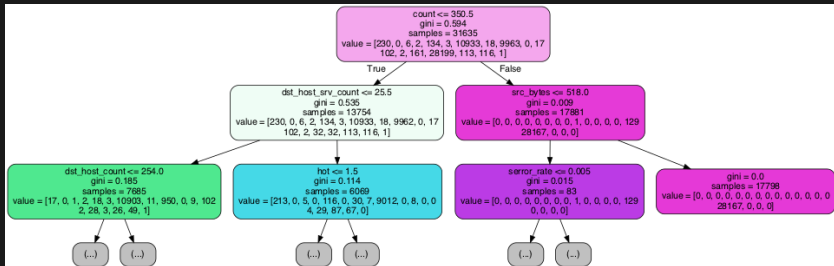 count <= 350.5
gini = 0.594
samples = 31635
value = [230, 0, 6, 2, 134, 3, 10933, 18, 9963, 0, 17
102, 2, 161, 28199, 113, 116, 1]
True
False
dst_host_srv_count <= 25.5
gini = 0.535
samples = 13754
value = [230, 0, 6, 2, 134, 3, 10933, 18, 9962, 0, 17
102, 2, 32, 32, 113, 116, 1]
src_bytes <= 518.0
gini = 0.009
samples = 17881
value = [0, 0, 0, 0, 0, 0, 0, 0, 1, 0, 0, 0, 0, 129
28167, 0, 0, 0]
dst_host_count <= 254.0
gini = 0.185
samples = 7685
value = [17, 0, 1, 2, 18, 3, 10903, 11, 950, 0, 9, 102
2, 28, 3, 26, 49, 1]
hot <= 1.5
gini = 0.114
samples = 6069
value = [213, 0, 5, 0, 116, 0, 30, 7, 9012, 0, 8, 0, 0
4, 29, 87, 67, 0]
serror_rate <= 0.005
gini = 0.015
samples = 83
value = [0, 0, 0, 0, 0, 0, 0, 0, 1, 0, 0, 0, 0, 129
0, 0, 0, 0]
gini = 0.0
samples = 17798
value = [0, 0, 0, 0, 0, 0, 0, 0, 0, 0, 0, 0, 0, 0
28167, 0, 0, 0]
(...)
(...)
(...)
(...)
(...)
(...)